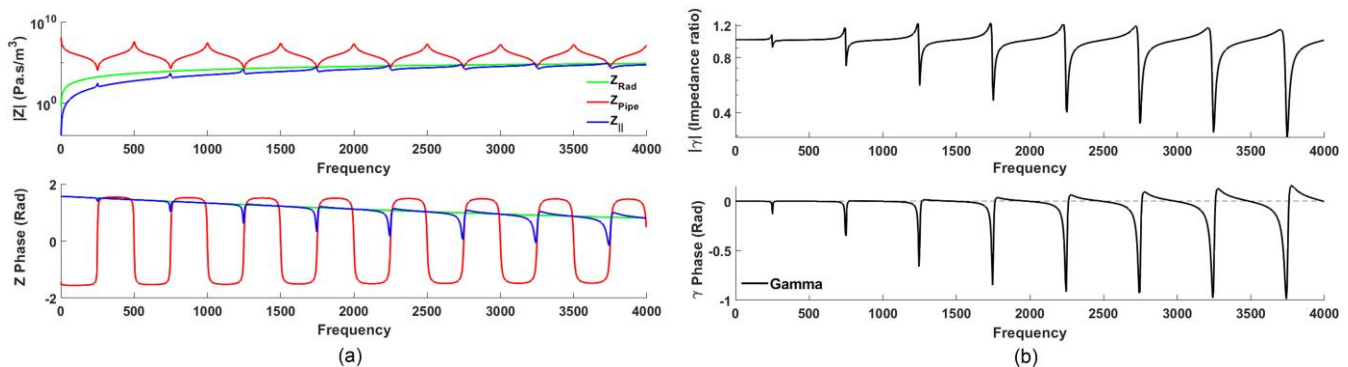 10^10
10^0
|Z| (Pa.s/m^3)
Z_Rad
Z_Pipe
Z_||
0 500 1000 1500 2000 2500 3000 3500 4000
Frequency
2
0
-2
Z Phase (Rad)
0 500 1000 1500 2000 2500 3000 3500 4000
Frequency
(a)
1.2
0.8
0.4
|γ| (Impedance ratio)
0 500 1000 1500 2000 2500 3000 3500 4000
Frequency
0
-0.5
-1
γ Phase (Rad)
Gamma
0 500 1000 1500 2000 2500 3000 3500 4000
Frequency
(b)